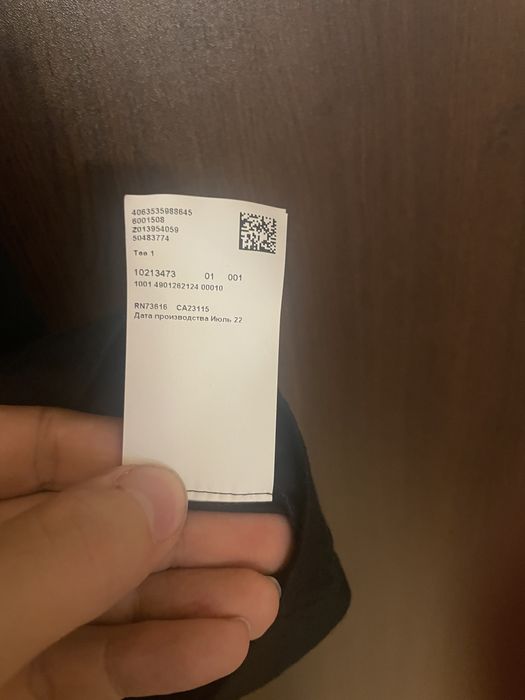 4063535988645
6001508
Z013954059
50483774
Tee 1
10213473 01 001
1001 4901262124 00010
RN73616 CA23115
Дата производства Июль 22